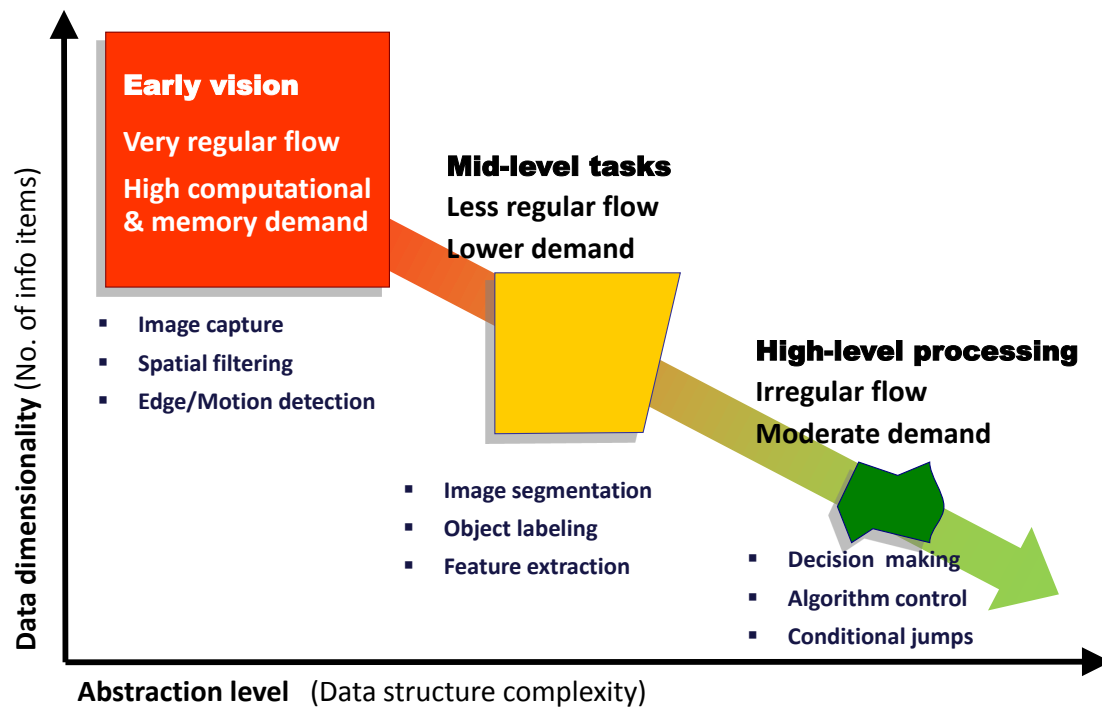 Early vision
Very regular flow
High computational
& memory demand
▪ Image capture
▪ Spatial filtering
▪ Edge/Motion detection
Mid-level tasks
Less regular flow
Lower demand
▪ Image segmentation
▪ Object labeling
▪ Feature extraction
High-level processing
Irregular flow
Moderate demand
▪ Decision making
▪ Algorithm control
▪ Conditional jumps
Data dimensionality (No. of info items)
Abstraction level (Data structure complexity)